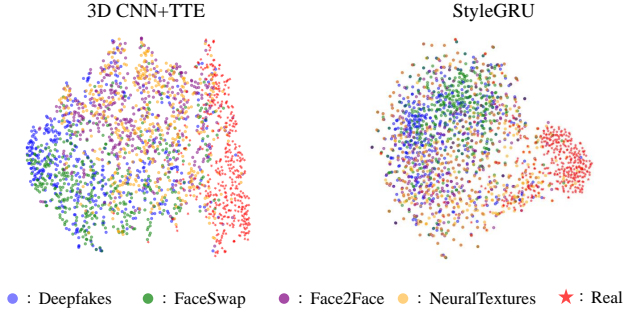 3D CNN+TTE StyleGRU
: Deepfakes : FaceSwap : Face2Face : NeuralTextures : Real